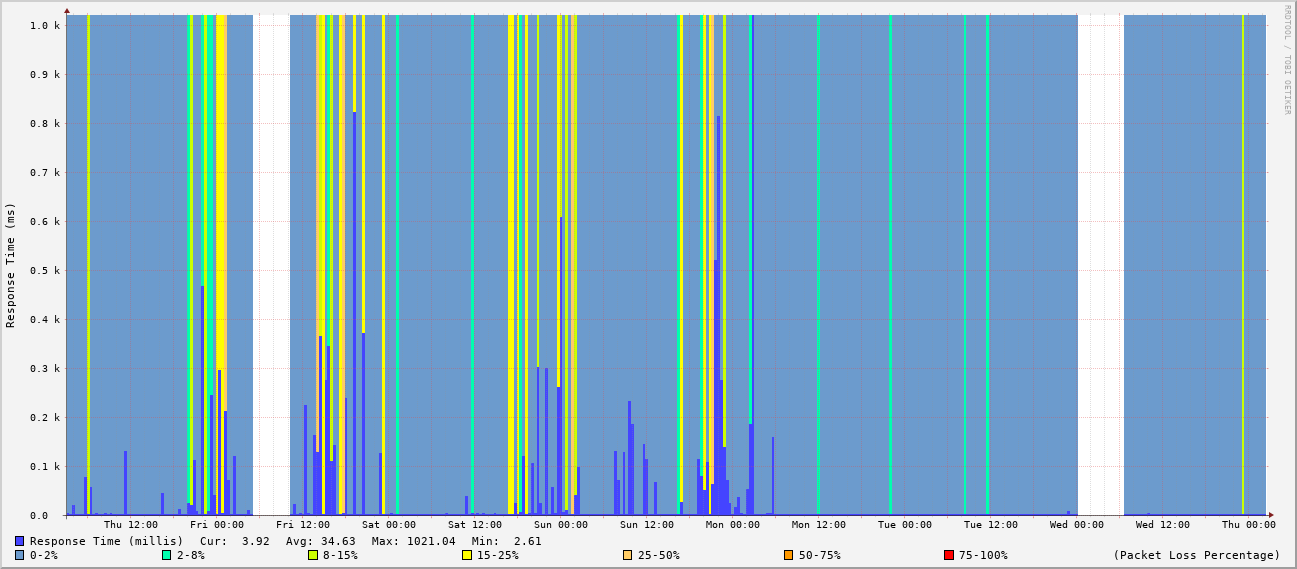 RRDTOOL / TOBI OETIKER
Response Time (ms)
1.0 k
0.9 k
0.8 k
0.7 k
0.6 k
0.5 k
0.4 k
0.3 k
0.2 k
0.1 k
0.0
Thu 12:00 Fri 00:00 Fri 12:00 Sat 00:00 Sat 12:00 Sun 00:00 Sun 12:00 Mon 00:00 Mon 12:00 Tue 00:00 Tue 12:00 Wed 00:00 Wed 12:00 Thu 00:00
Response Time (millis) Cur: 3.92 Avg: 34.63 Max: 1021.04 Min: 2.61
0-2% 2-8% 8-15% 15-25% 25-50% 50-75% 75-100% (Packet Loss Percentage)